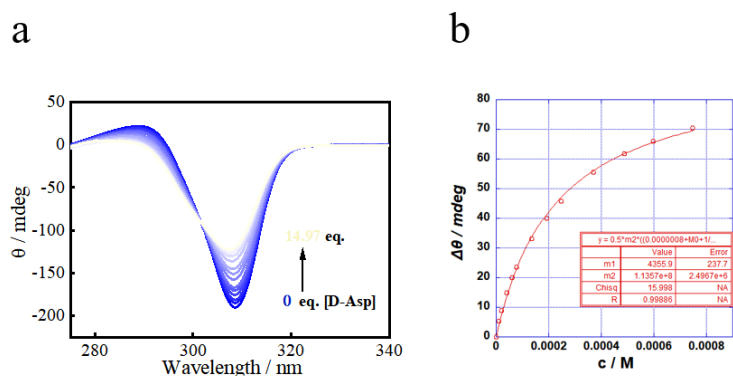 a
b
50
0
-50
-100
-150
-200
280
300
320
340
θ / mdeg
Wavelength / nm
14.97 eq.
0 eq. [D-Asp]
80
70
60
50
40
30
20
10
0
0
0.0002
0.0004
0.0006
0.0008
Δθ / mdeg
c / M
y = 0.5*m2*((0.0000008+M0+1/...
Value Error
m1 4355.9 237.7
m2 1.1357e+8 2.4967e+6
Chisq 15.998 NA
R 0.99886 NA